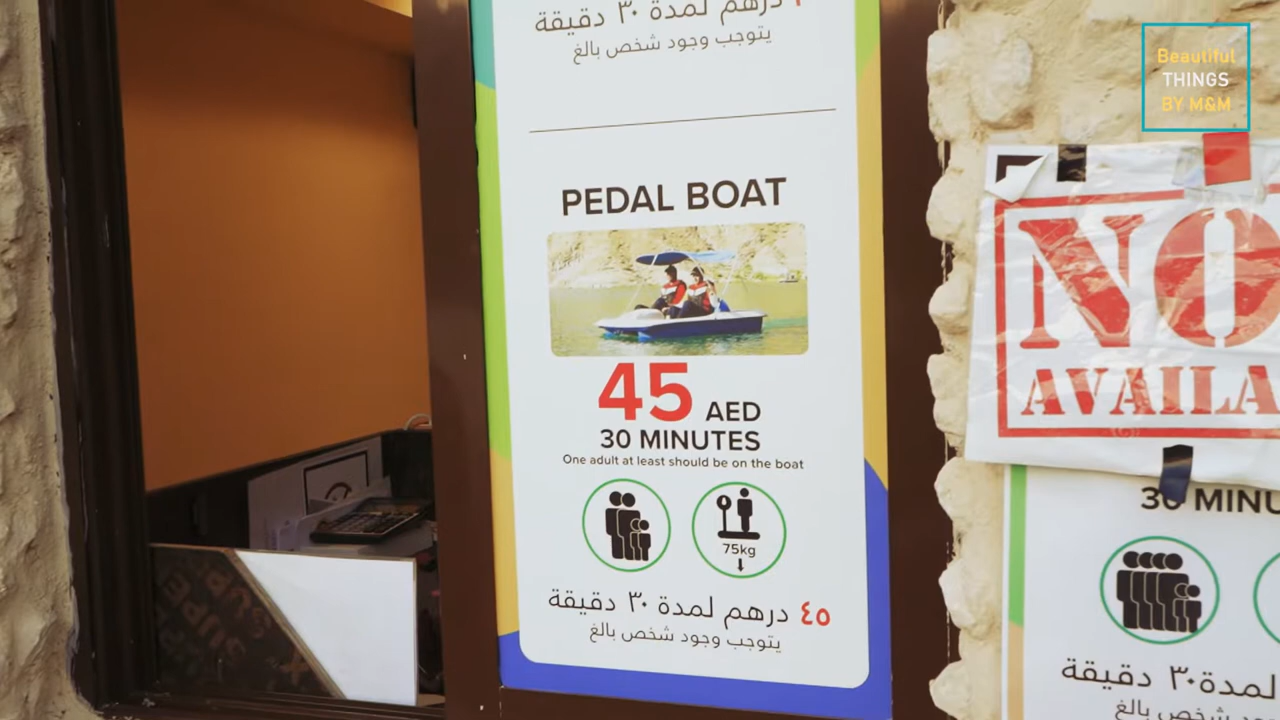 درهم لمدة ٣٠ دقيقة
يتوجب وجود شخص بالغ
PEDAL BOAT
45 AED
30 MINUTES
One adult at least should be on the boat
75kg
٤٥ درهم لمدة ٣٠ دقيقة
يتوجب وجود شخص بالغ
Beautiful
THINGS
BY M&M
NO
AVAILA
30 MINU
لمدة ٣٠ دقيقة